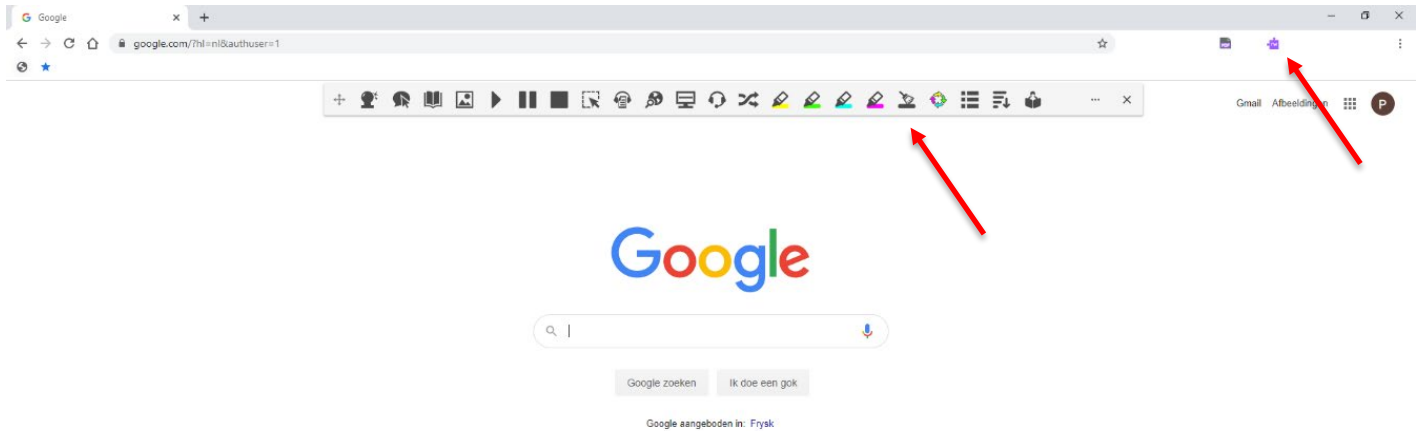 Google
google.com/?hl=nl&authuser=1
Gmail Afbeeldingen P
Google
Google zoeken Ik doe een gok
Google aangeboden in: Frysk